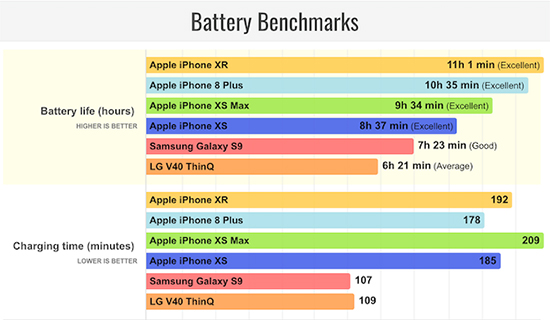 Battery Benchmarks
Apple iPhone XR 11h 1 min (Excellent)
Apple iPhone 8 Plus 10h 35 min (Excellent)
Battery life (hours) Apple iPhone XS Max 9h 34 min (Excellent)
HIGHER IS BETTER Apple iPhone XS 8h 37 min (Excellent)
Samsung Galaxy S9 7h 23 min (Good)
LG V40 ThinQ 6h 21 min (Average)
Apple iPhone XR 192
Apple iPhone 8 Plus 178
Charging time (minutes) Apple iPhone XS Max 209
LOWER IS BETTER Apple iPhone XS 185
Samsung Galaxy S9 107
LG V40 ThinQ 109